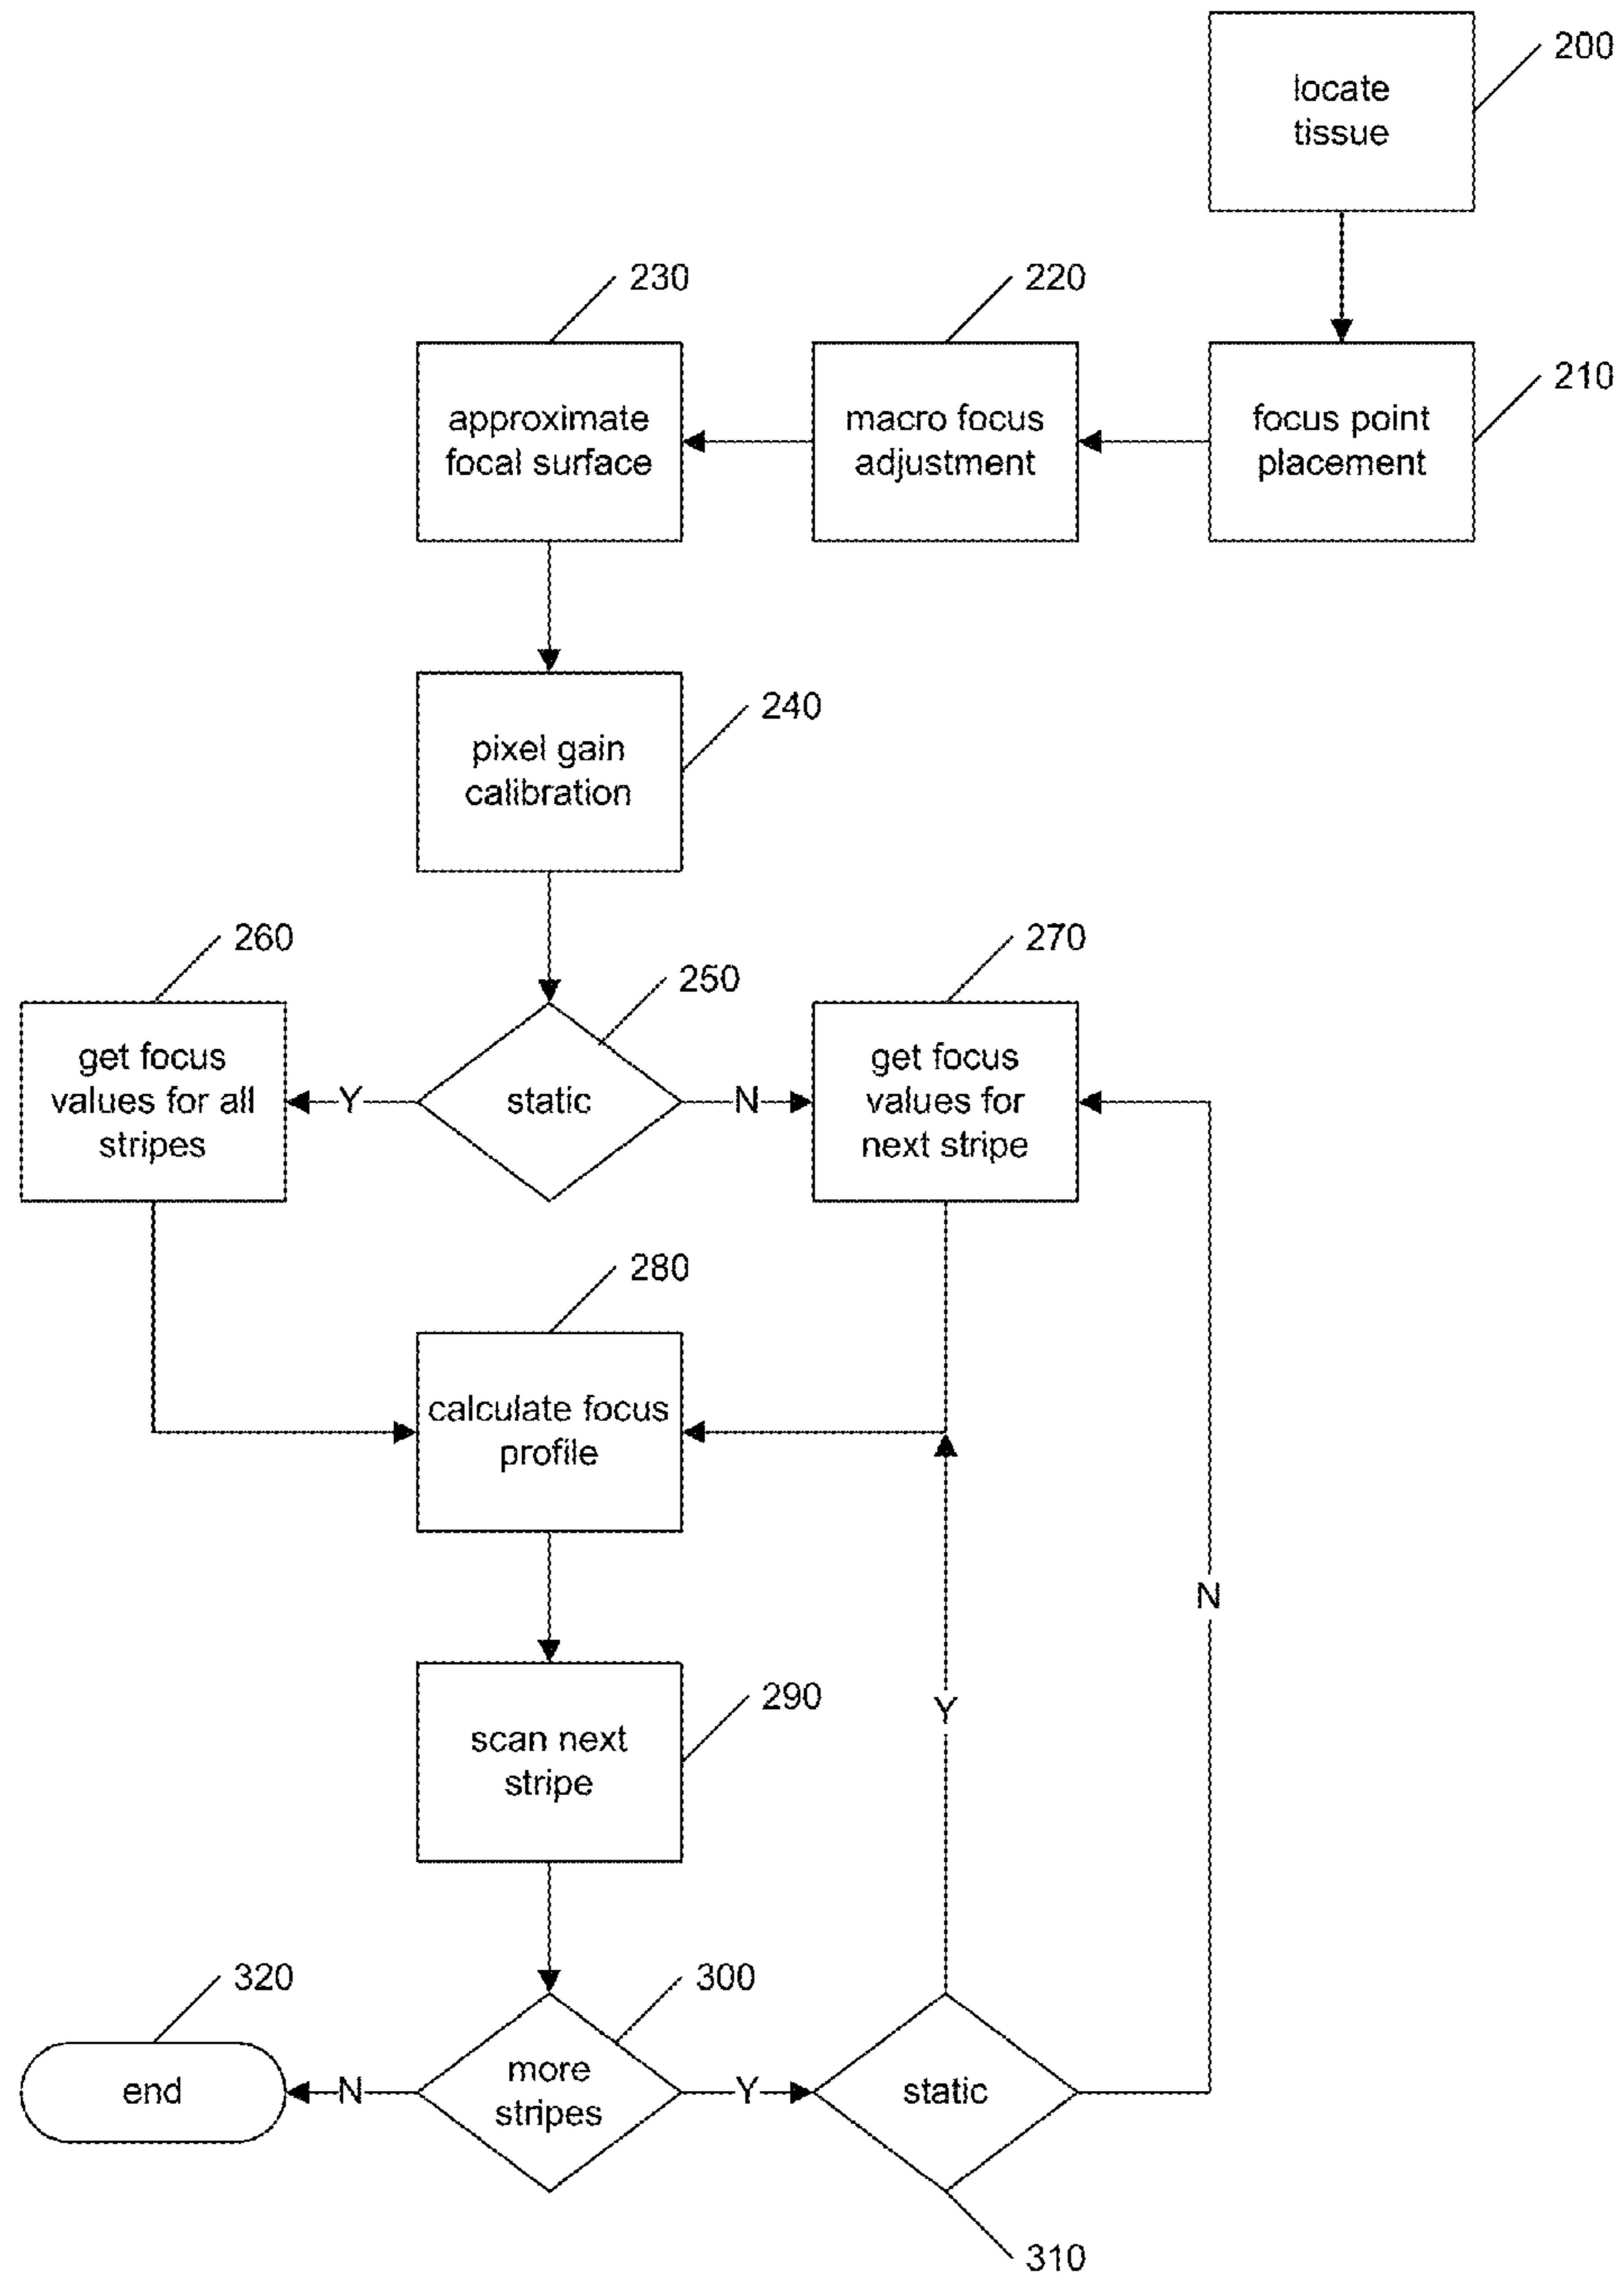 200
locate
tissue
230
220
210
approximate
focal surface
macro focus
adjustment
focus point
placement
240
pixel gain
calibration
260
250
270
get focus
values for all
stripes
Y
static
N
get focus
values for
next stripe
280
calculate focus
profile
N
290
Y
scan next
stripe
320
300
end
N
more
stripes
Y
static
310